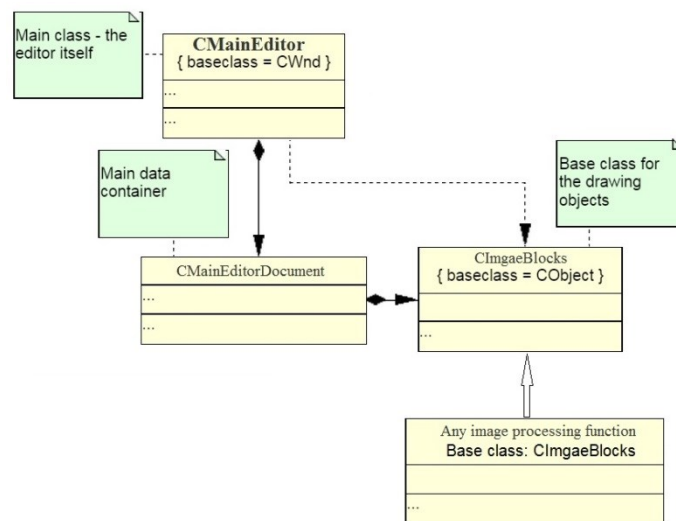 Main class - the
editor itself
CMainEditor
{ baseclass = CWnd }
...
...
Main data
container
Base class for
the drawing
objects
CMainEditorDocument
...
...
CImgaeBlocks
{ baseclass = CObject }
...
Any image processing function
Base class: CImgaeBlocks
...